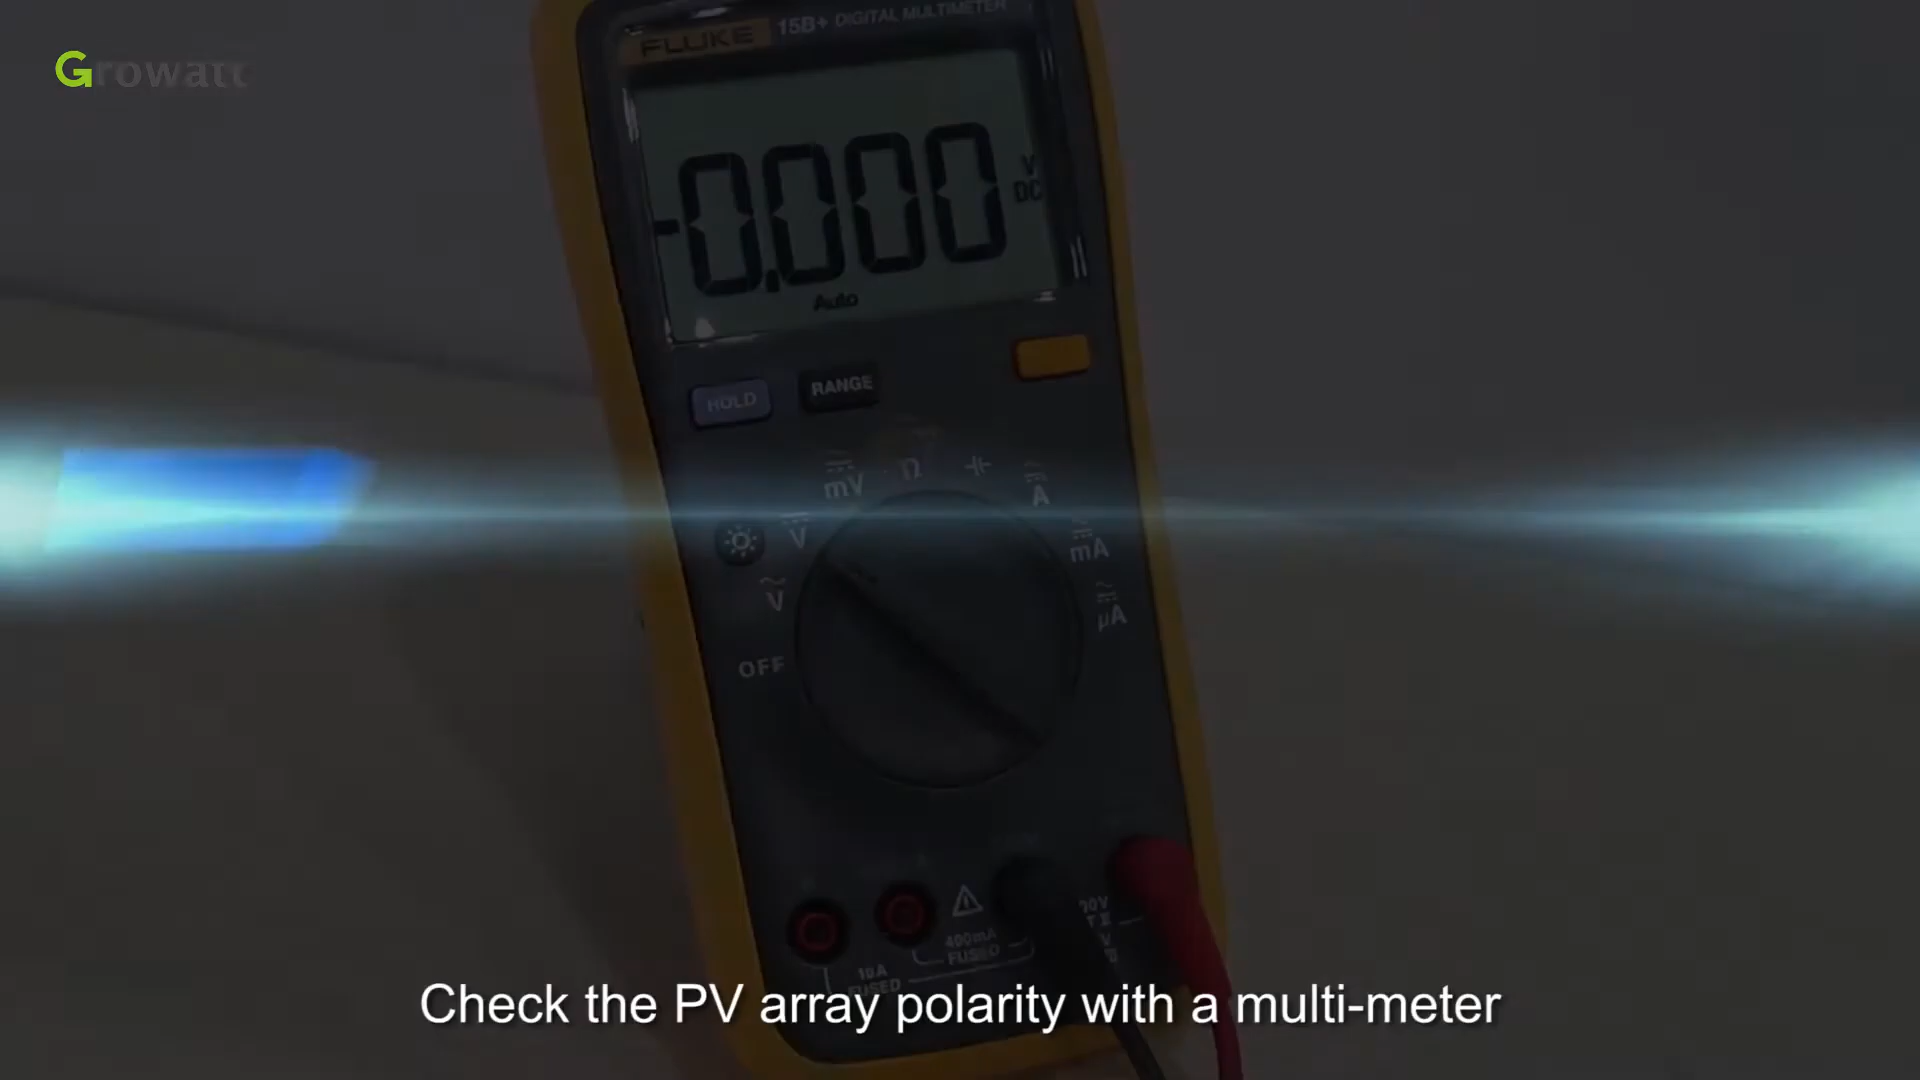 Growatt
FLUKE 15B+ DIGITAL MULTIMETER
-0.000
V
DC
Auto
HOLD
RANGE
mV
Ω
A
V
mA
V
µA
OFF
400mA
FUSED
10A
FUSED
Check the PV array polarity with a multi-meter